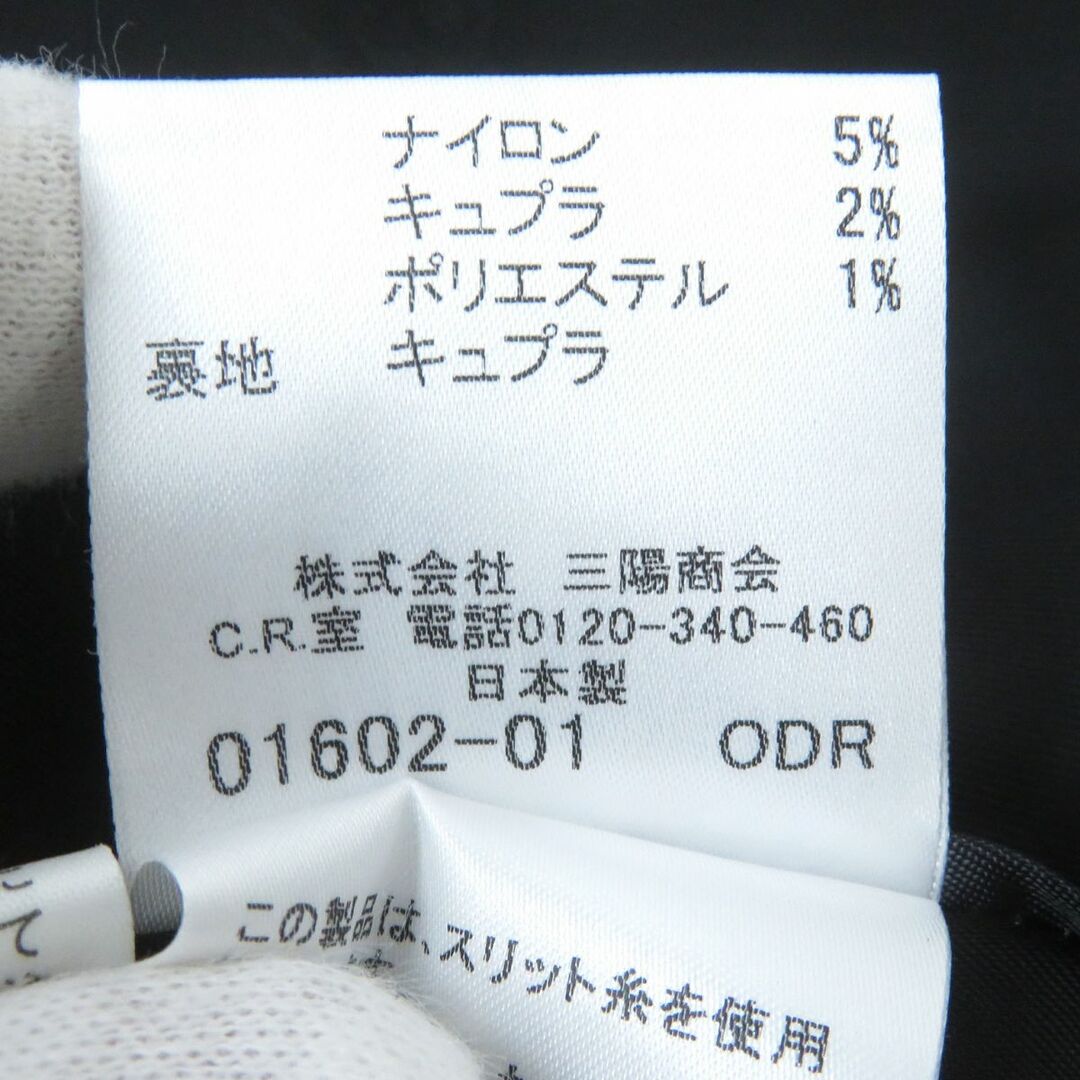 ナイロン 5%
キュプラ 2%
ポリエステル 1%
裏地 キュプラ
株式会社 三陽商会
C.R.室 電話0120-340-460
日本製
01602-01 ODR
この製品は、スリット糸を使用
て